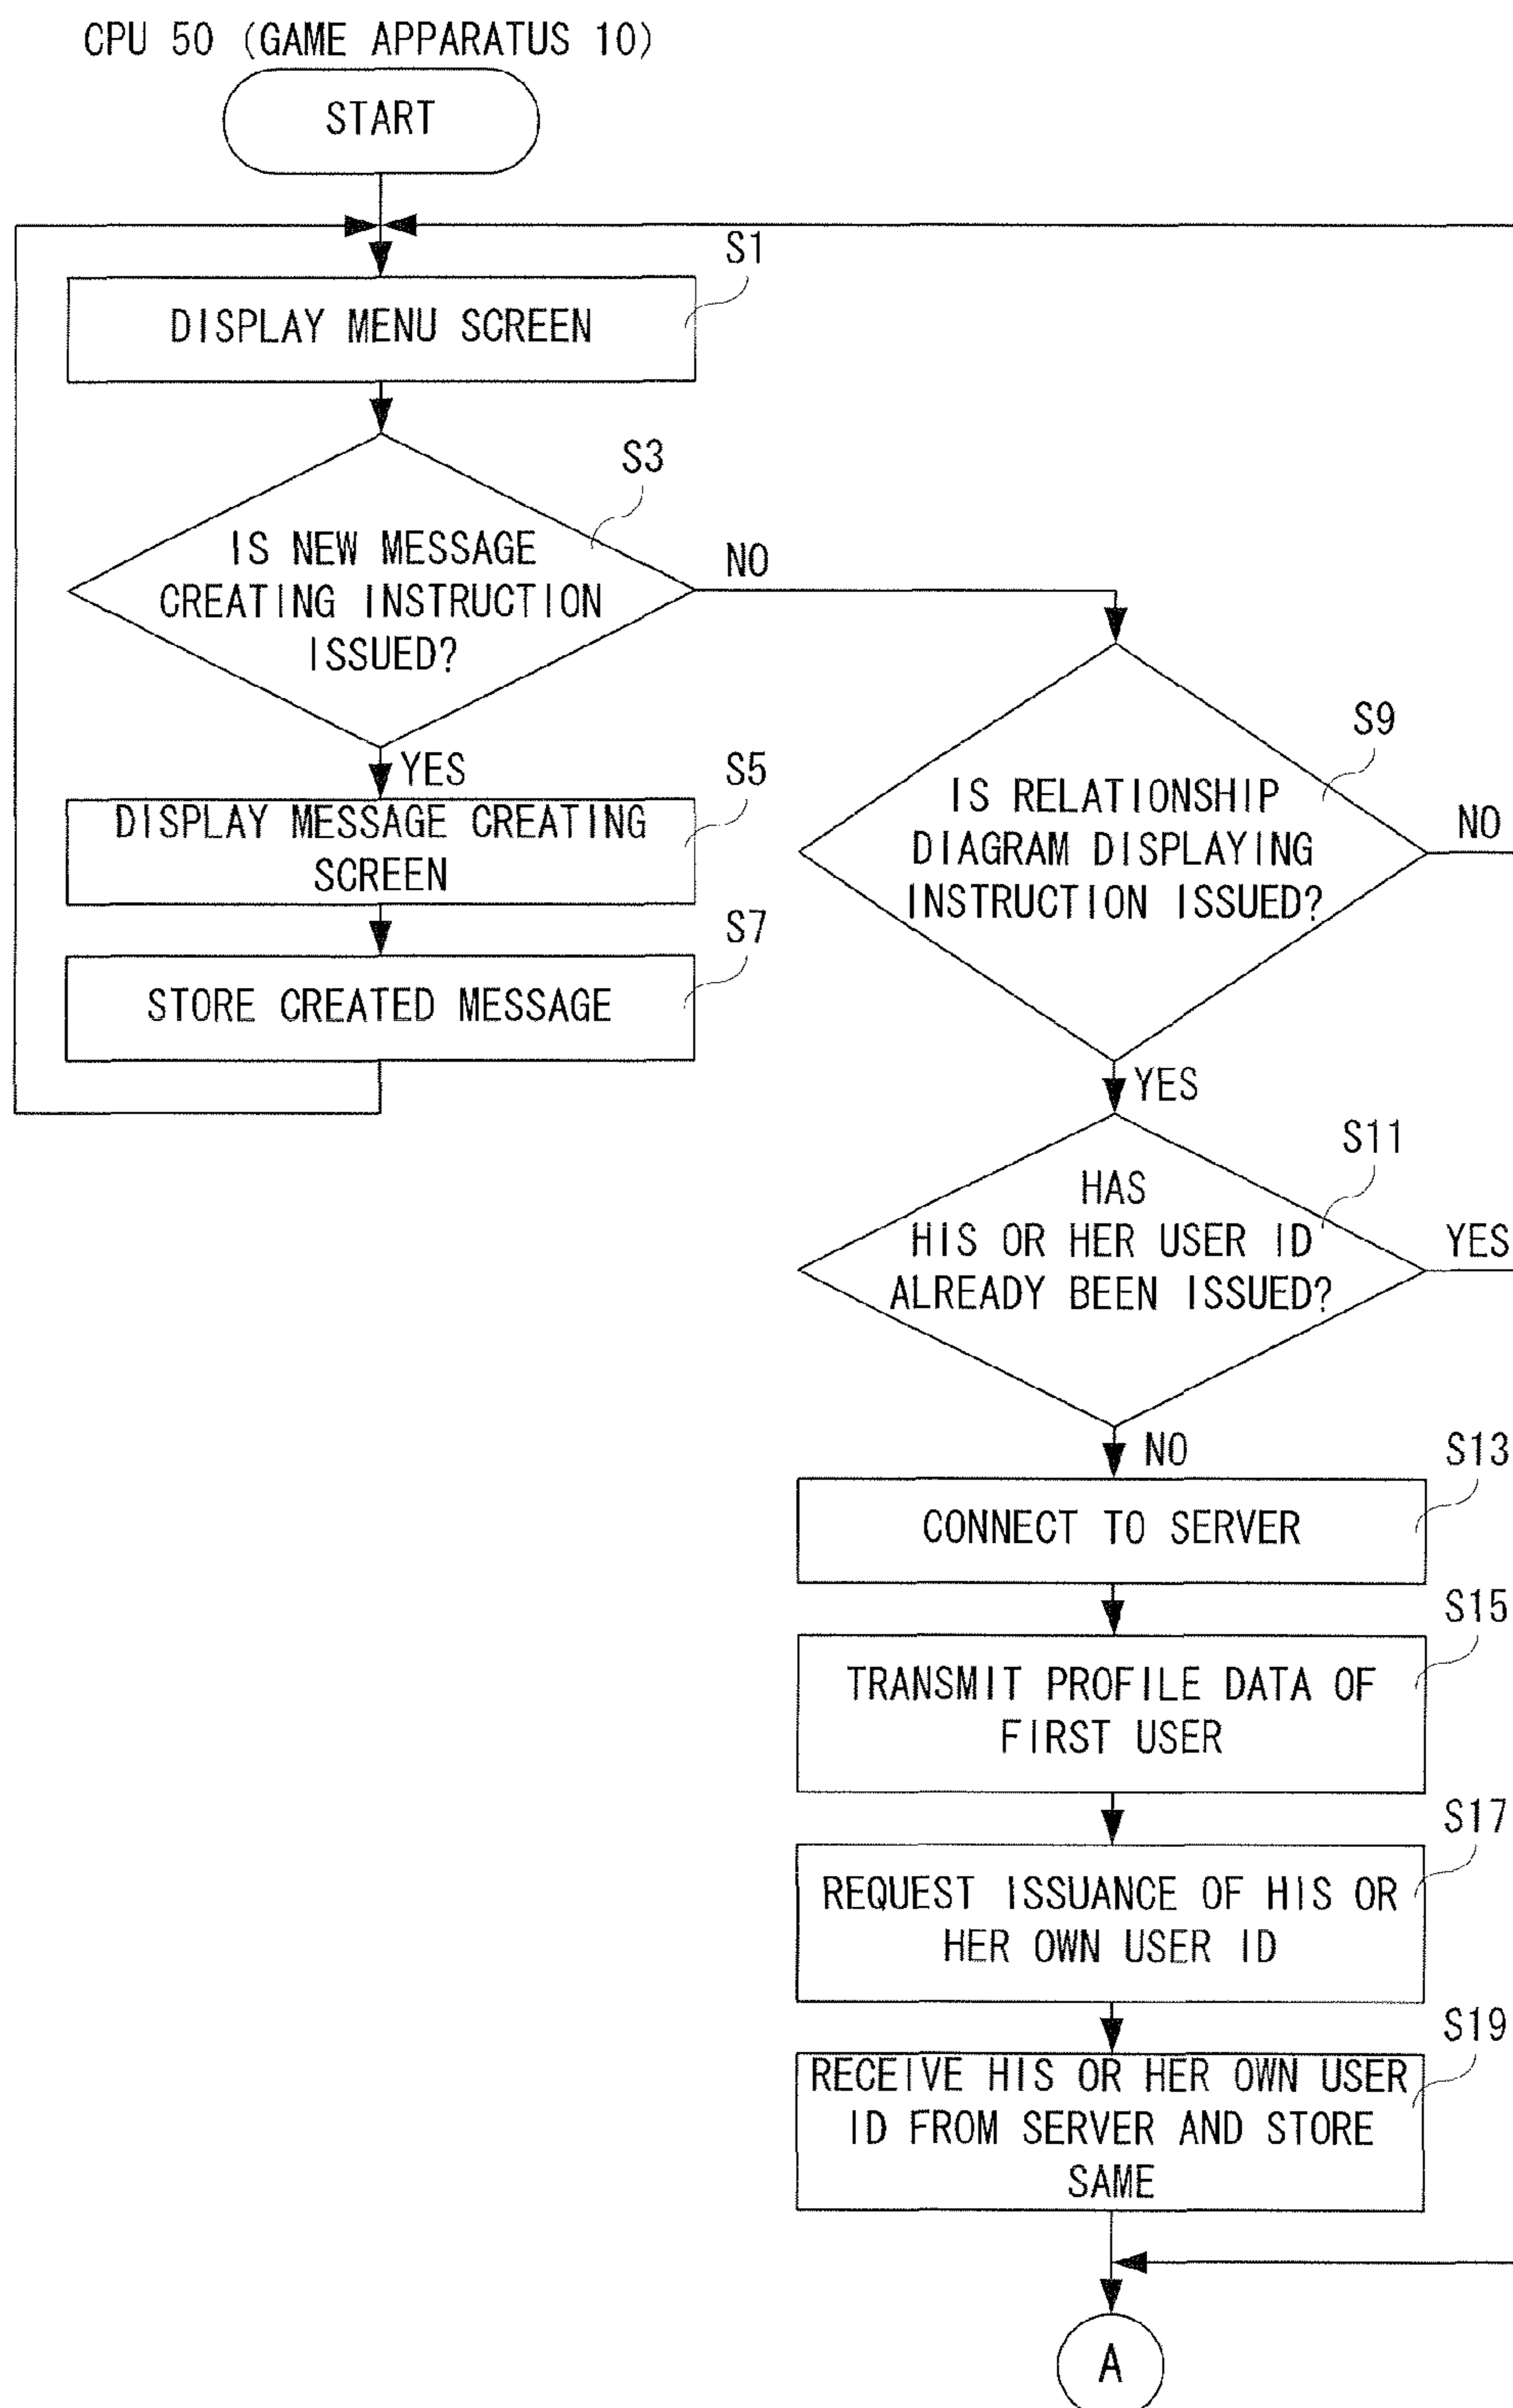 CPU 50 (GAME APPARATUS 10)
START
S1
DISPLAY MENU SCREEN
S3
IS NEW MESSAGE
CREATING INSTRUCTION
ISSUED?
NO
YES
S5
DISPLAY MESSAGE CREATING
SCREEN
S7
STORE CREATED MESSAGE
S9
IS RELATIONSHIP
DIAGRAM DISPLAYING
INSTRUCTION ISSUED?
NO
YES
S11
HAS
HIS OR HER USER ID
ALREADY BEEN ISSUED?
YES
NO
S13
CONNECT TO SERVER
S15
TRANSMIT PROFILE DATA OF
FIRST USER
S17
REQUEST ISSUANCE OF HIS OR
HER OWN USER ID
S19
RECEIVE HIS OR HER OWN USER
ID FROM SERVER AND STORE
SAME
A